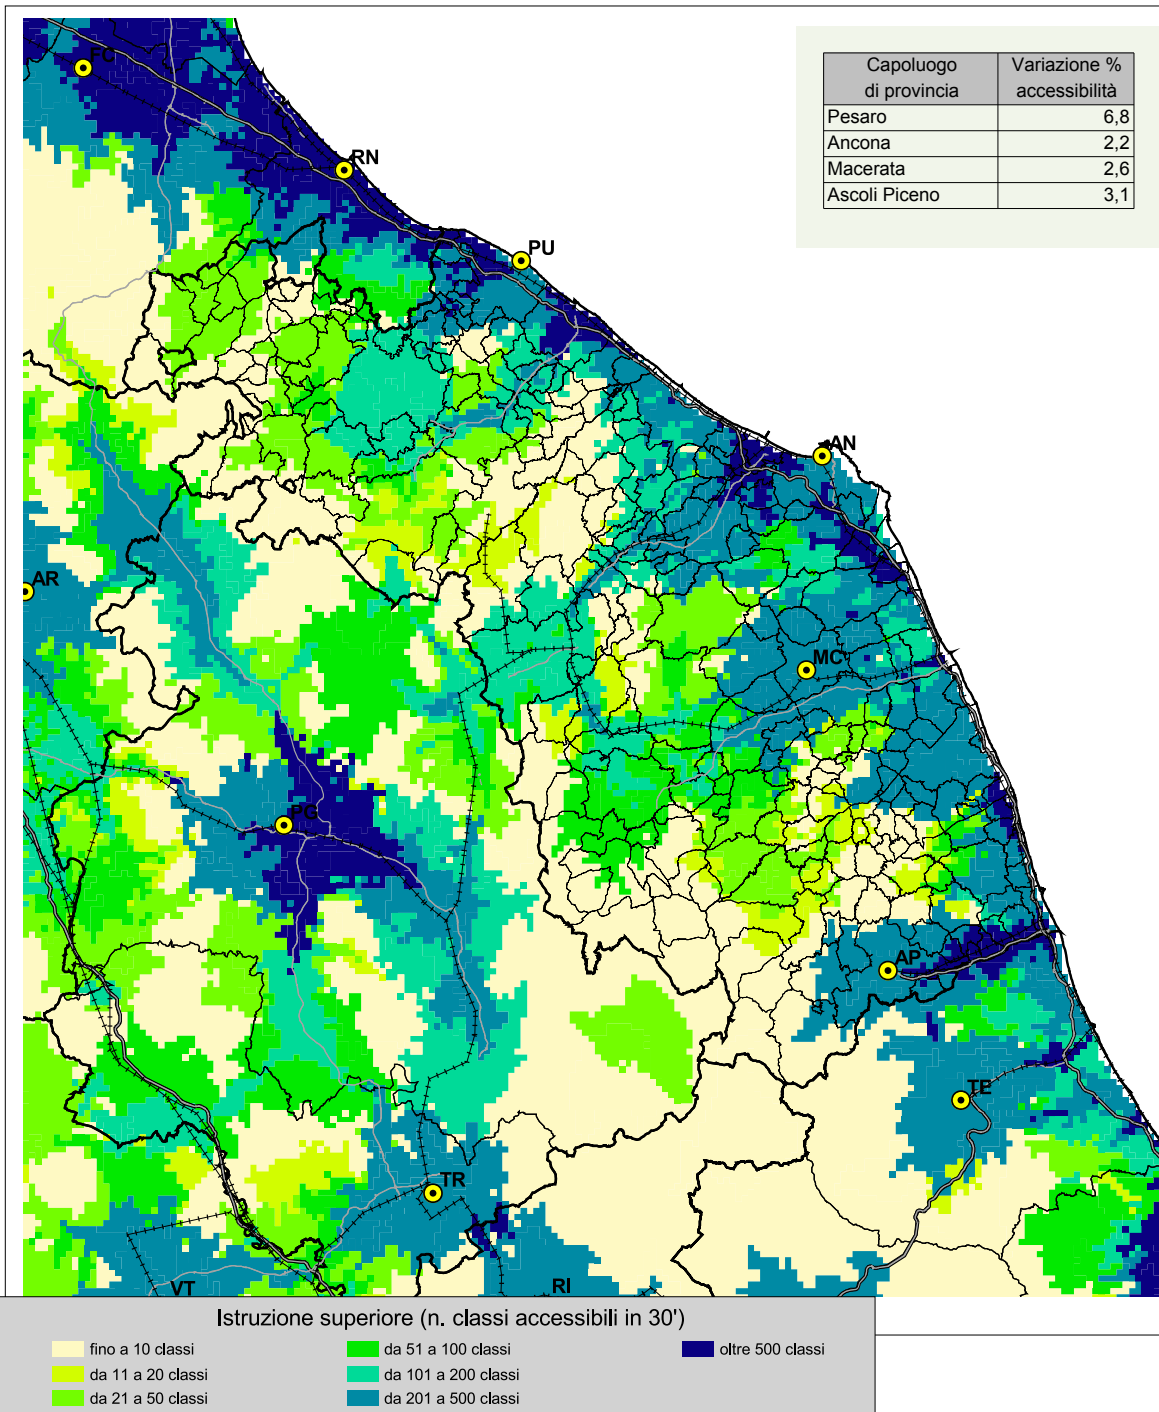 Capoluogo di provincia Variazione % accessibilità
Pesaro 6,8
Ancona 2,2
Macerata 2,6
Ascoli Piceno 3,1
FC
RN
PU
AN
AR
MC
PG
AP
TE
TR
VT
RI
Istruzione superiore (n. classi accessibili in 30')
fino a 10 classi
da 11 a 20 classi
da 21 a 50 classi
da 51 a 100 classi
da 101 a 200 classi
da 201 a 500 classi
oltre 500 classi